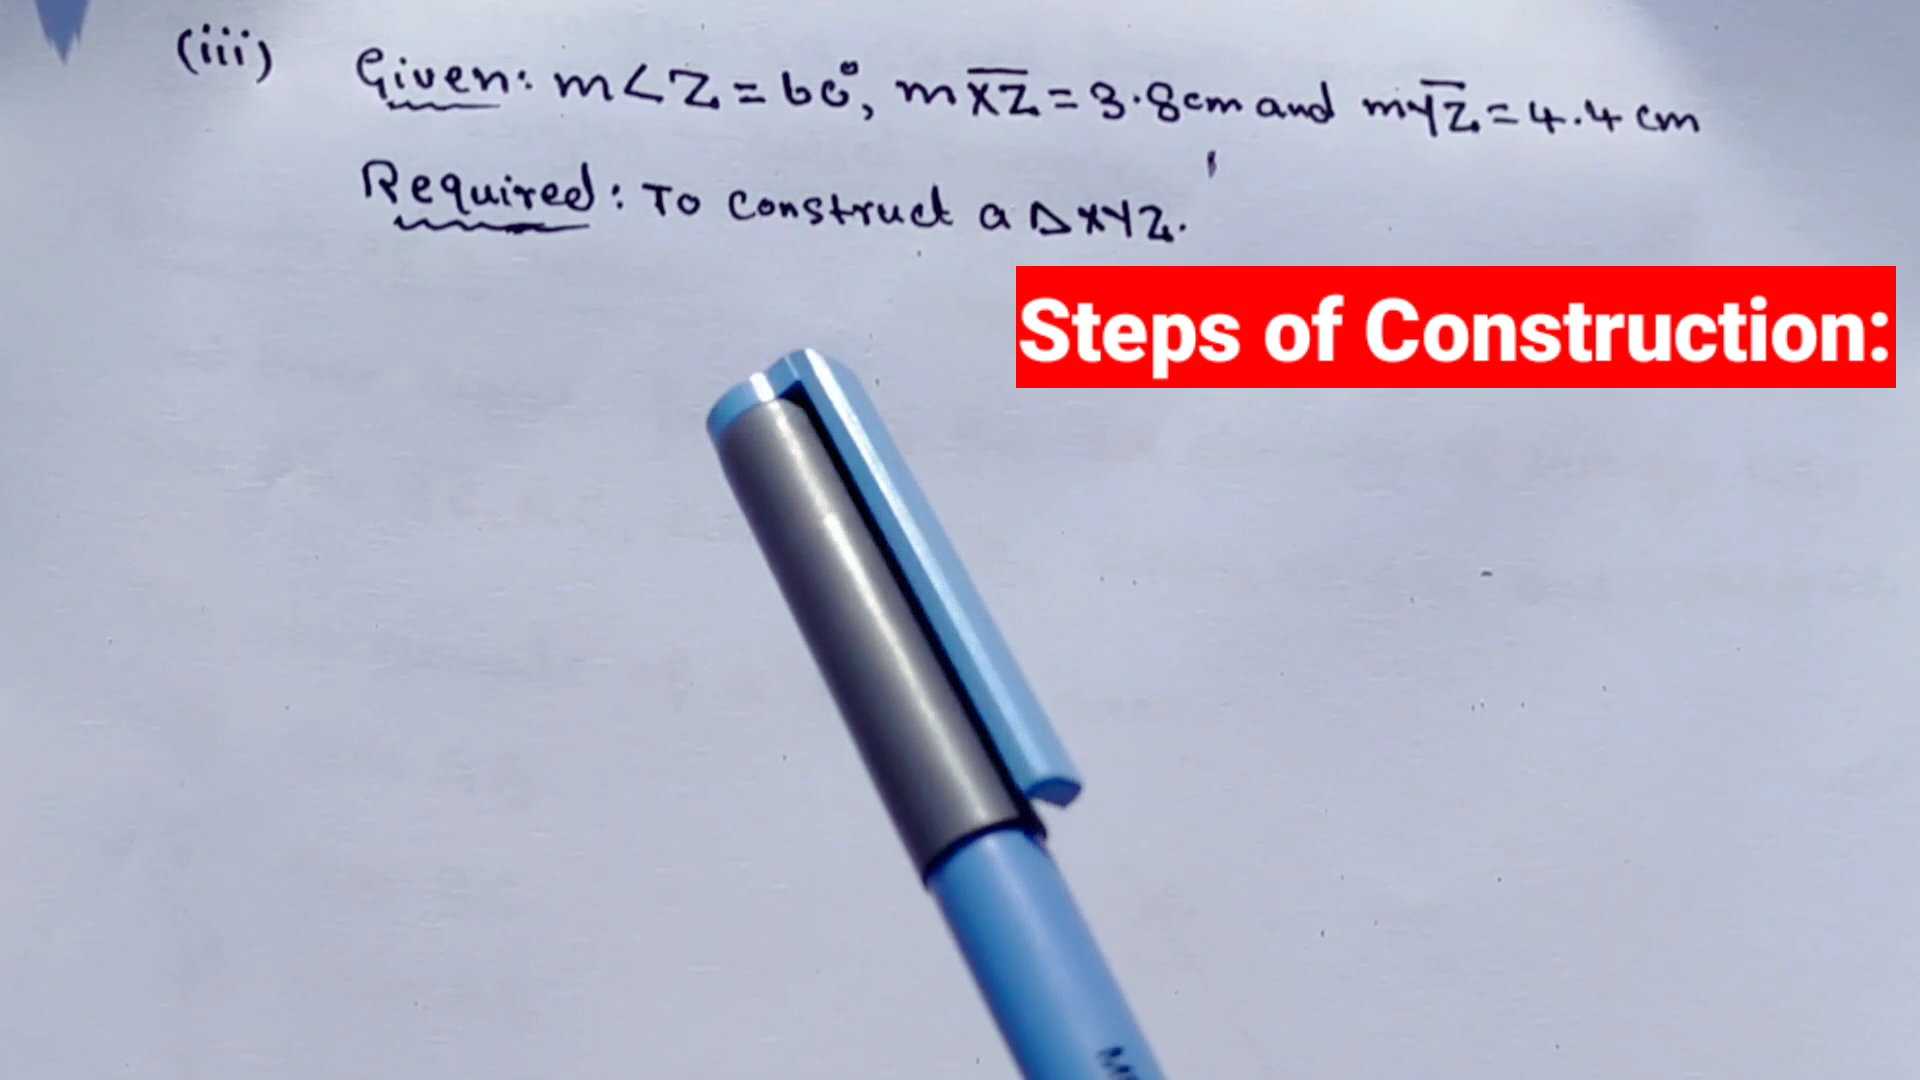 (iii) Given: m∠Z = 60°, mXZ̅ = 3.8cm and mYZ̅ = 4.4 cm
Required: To construct a ΔXYZ.
Steps of Construction: